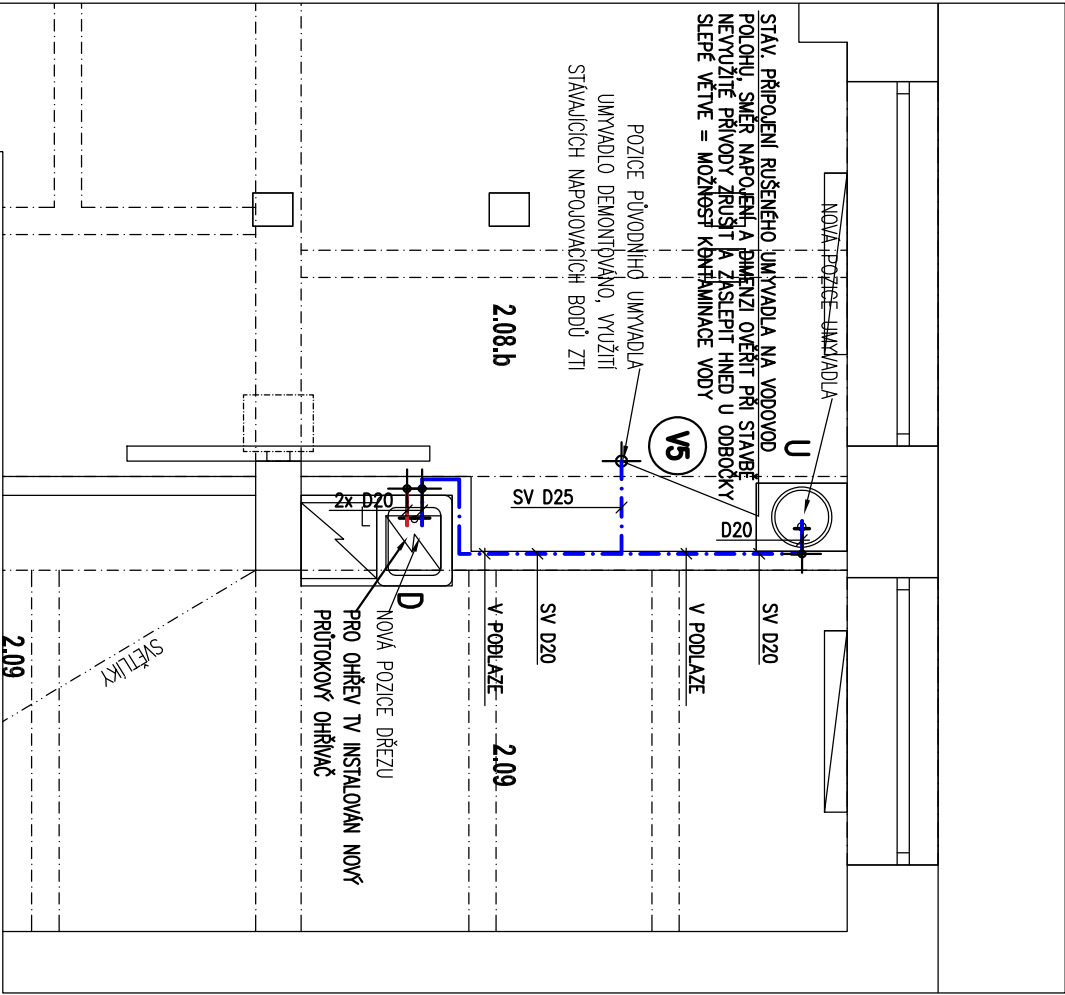 STÁV. PŘIPOJENÍ RUŠENÉHO UMYVADLA NA VODOVOD
POLOHU, SMĚR NAPOJENÍ A DIMENZI OVĚŘIT PŘI STAVBĚ
NEVYUŽITÉ PŘÍVODY ZRUŠIT A ZASLEPIT HNED U ODBOČKY
SLEPÉ VĚTVE = MOŽNOST KONTAMINACE VODY
NOVÁ POZICE UMYVADLA
POZICE PŮVODNÍHO UMYVADLA
UMYVADLO DEMONTOVÁNO, VYUŽITÍ
STÁVAJÍCÍCH NAPOJOVACÍCH BODŮ ZTI
2.08.b
V5
U
2x D20
SV D25
D20
D
V PODLAZE
SV D20
V PODLAZE
SV D20
NOVÁ POZICE DŘEZU
PRO OHŘEV TV INSTALOVÁN NOVÝ
PRŮTOKOVÝ OHŘÍVAČ
2.09
SVĚTLÍKY
2.09